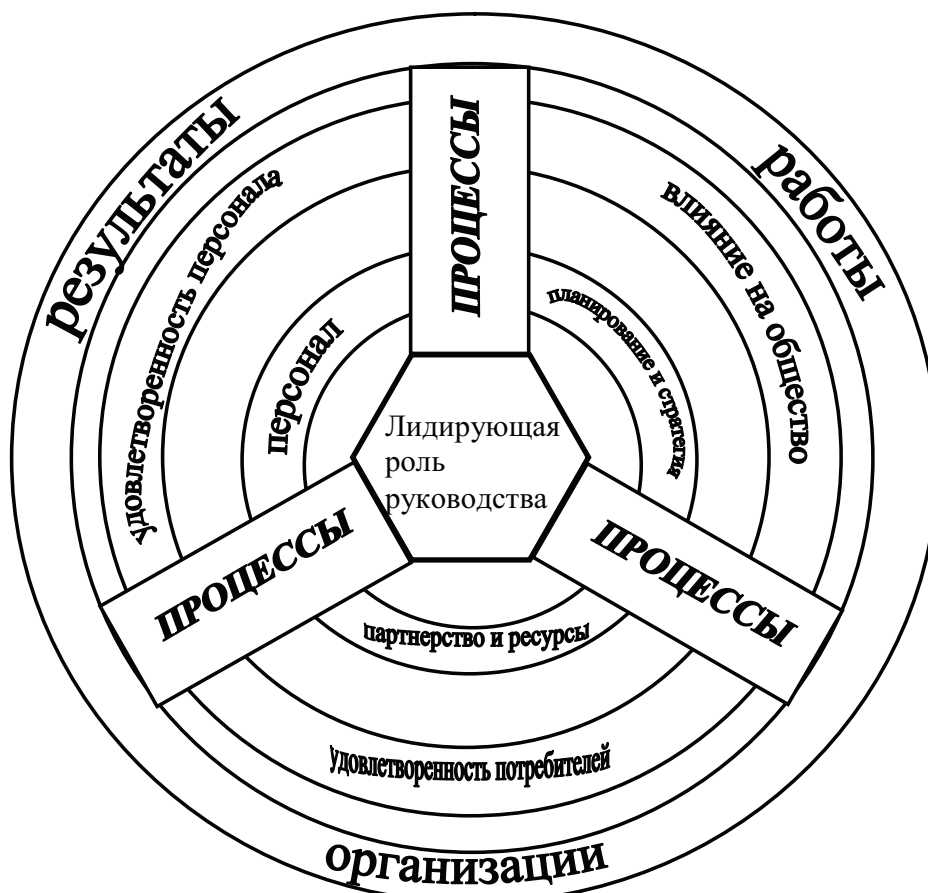 результаты
работы
организации
удовлетворенность персонала
влияние на общество
удовлетворенность потребителей
персонал
планирование и стратегия
партнерство и ресурсы
ПРОЦЕССЫ
ПРОЦЕССЫ
ПРОЦЕССЫ
Лидирующая
роль
руководства